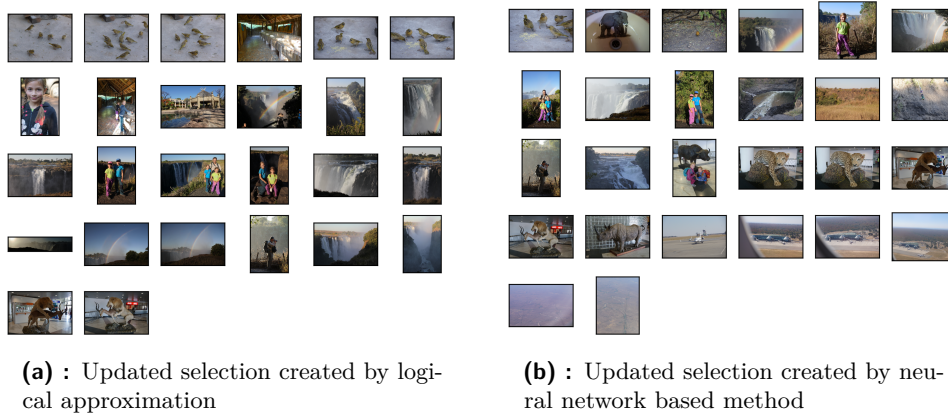 (a) : Updated selection created by logi-
cal approximation
(b) : Updated selection created by neu-
ral network based method